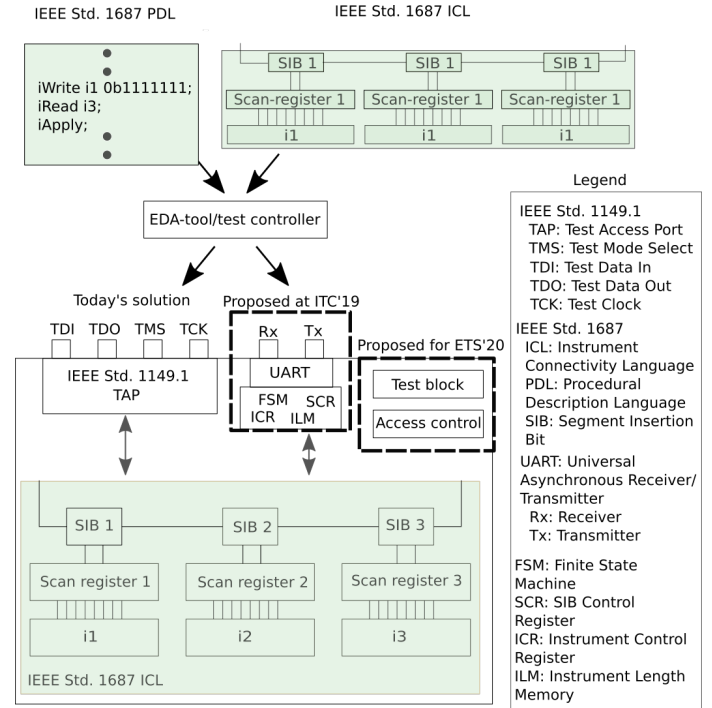 IEEE Std. 1687 PDL
IEEE Std. 1687 ICL
iWrite i1 0b1111111;
iRead i3;
iApply;
SIB 1 SIB 1 SIB 1
Scan-register 1 Scan-register 1 Scan-register 1
i1 i1 i1
EDA-tool/test controller
Today's solution
Proposed at ITC'19
Proposed for ETS'20
TDI TDO TMS TCK
Rx Tx
IEEE Std. 1149.1
TAP
UART
FSM SCR
ICR ILM
Test block
Access control
SIB 1 SIB 2 SIB 3
Scan register 1 Scan register 2 Scan register 3
i1 i2 i3
IEEE Std. 1687 ICL
Legend
IEEE Std. 1149.1
TAP: Test Access Port
TMS: Test Mode Select
TDI: Test Data In
TDO: Test Data Out
TCK: Test Clock
IEEE Std. 1687
ICL: Instrument
Connectivity Language
PDL: Procedural
Description Language
SIB: Segment Insertion
Bit
UART: Universal
Asynchronous Receiver/
Transmitter
Rx: Receiver
Tx: Transmitter
FSM: Finite State
Machine
SCR: SIB Control
Register
ICR: Instrument Control
Register
ILM: Instrument Length
Memory